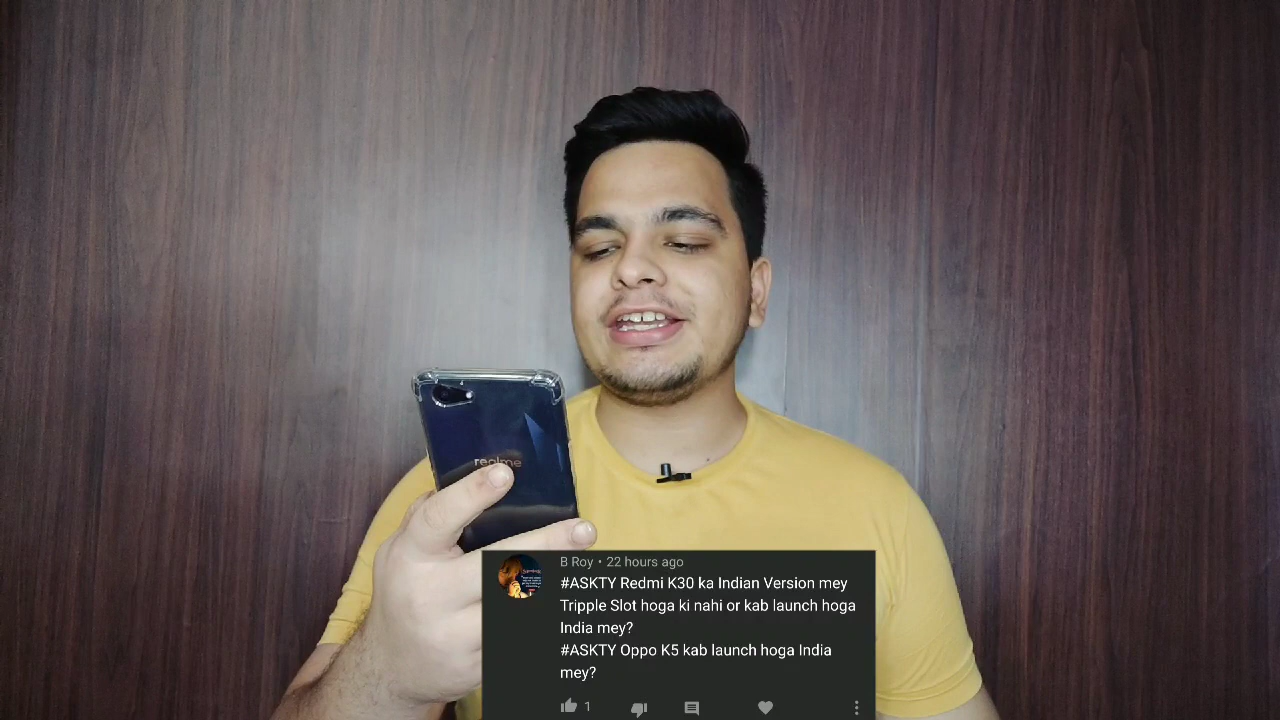 realme
B Roy • 22 hours ago
#ASKTY Redmi K30 ka Indian Version mey
Tripple Slot hoga ki nahi or kab launch hoga
India mey?
#ASKTY Oppo K5 kab launch hoga India
mey?
1